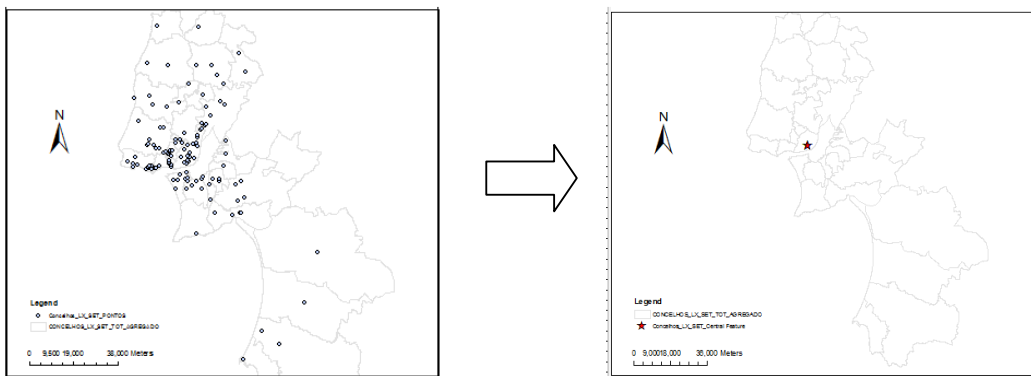 N
Legend
Concelhos_LX_SET_PONTOS
CONCELHOS_LX_SET_TOT_AGREGADO
0 9,500 19,000 38,000 Meters
N
Legend
CONCELHOS_LX_SET_TOT_AGREGADO
Concelhos_LX_SET_Central Feature
0 9,00018,000 36,000 Meters